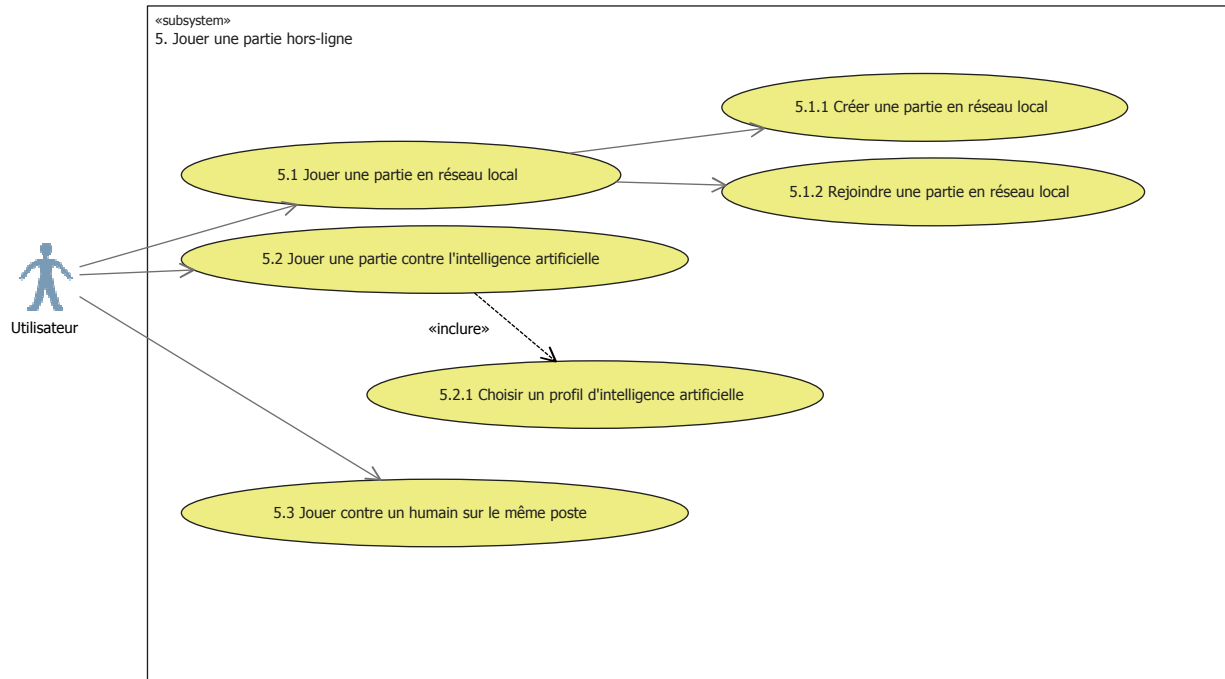 «subsystem»
5. Jouer une partie hors-ligne
5.1.1 Créer une partie en réseau local
5.1 Jouer une partie en réseau local
5.1.2 Rejoindre une partie en réseau local
5.2 Jouer une partie contre l'intelligence artificielle
Utilisateur
«inclure»
5.2.1 Choisir un profil d'intelligence artificielle
5.3 Jouer contre un humain sur le même poste